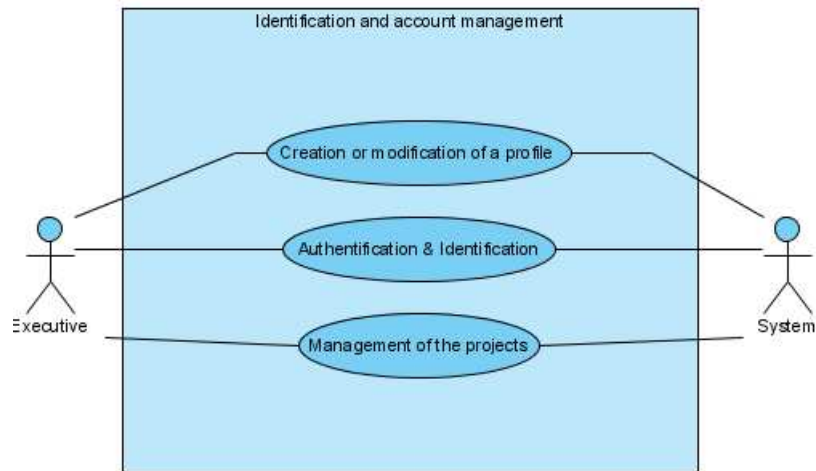 Identification and account management
Creation or modification of a profile
Authentification & Identification
Executive
System
Management of the projects